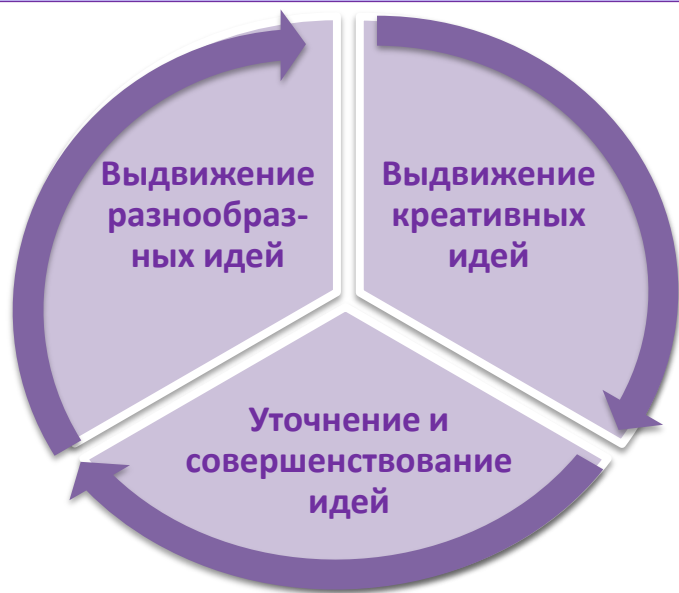 Выдвижение
разнообраз-
ных идей
Выдвижение
креативных
идей
Уточнение и
совершенствование
идей